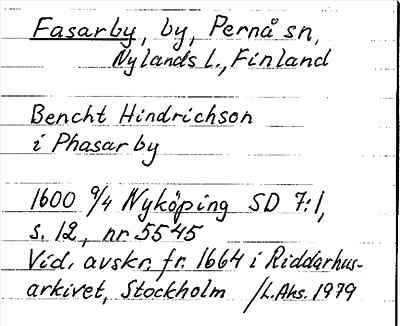 Fasarby, by, Pernå sn,
Nylands l., Finland
Bencht Hindrichson
i Phasarby
1600 9/4 Nyköping SD 7:1,
s. 12, nr 5545
Vid. avskr. fr. 1664 i Riddarhus-
arkivet, Stockholm /L.Ahs. 1979